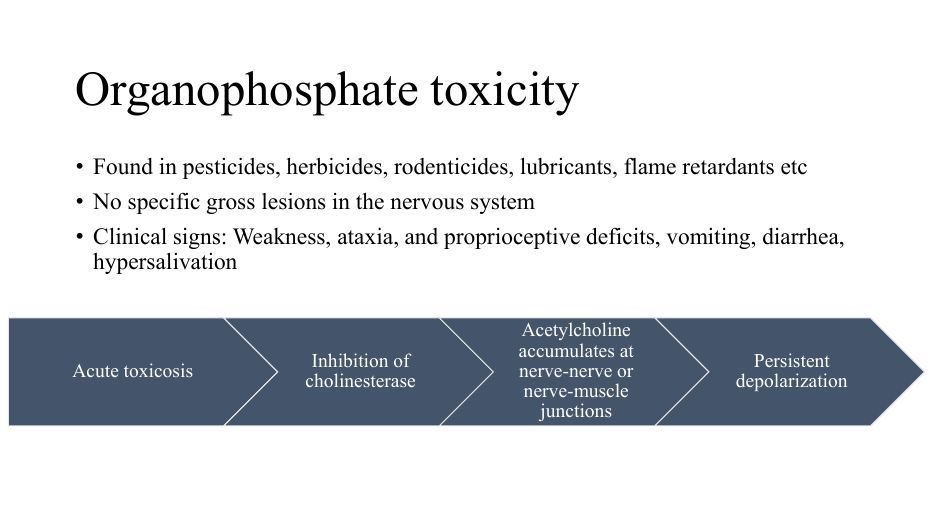 Organophosphate toxicity
• Found in pesticides, herbicides, rodenticides, lubricants, flame retardants etc
• No specific gross lesions in the nervous system
• Clinical signs: Weakness, ataxia, and proprioceptive deficits, vomiting, diarrhea,
hypersalivation
Acute toxicosis
Inhibition of
cholinesterase
Acetylcholine
accumulates at
nerve-nerve or
nerve-muscle
junctions
Persistent
depolarization